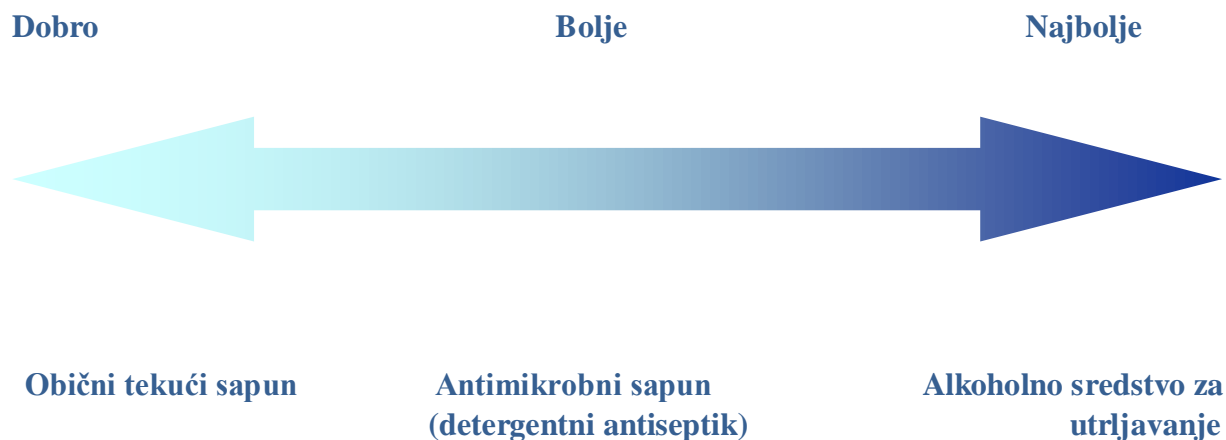 Dobro Bolje Najbolje
Obični tekući sapun Antimikrobni sapun Alkoholno sredstvo za
(detergentni antiseptik) utrljavanje